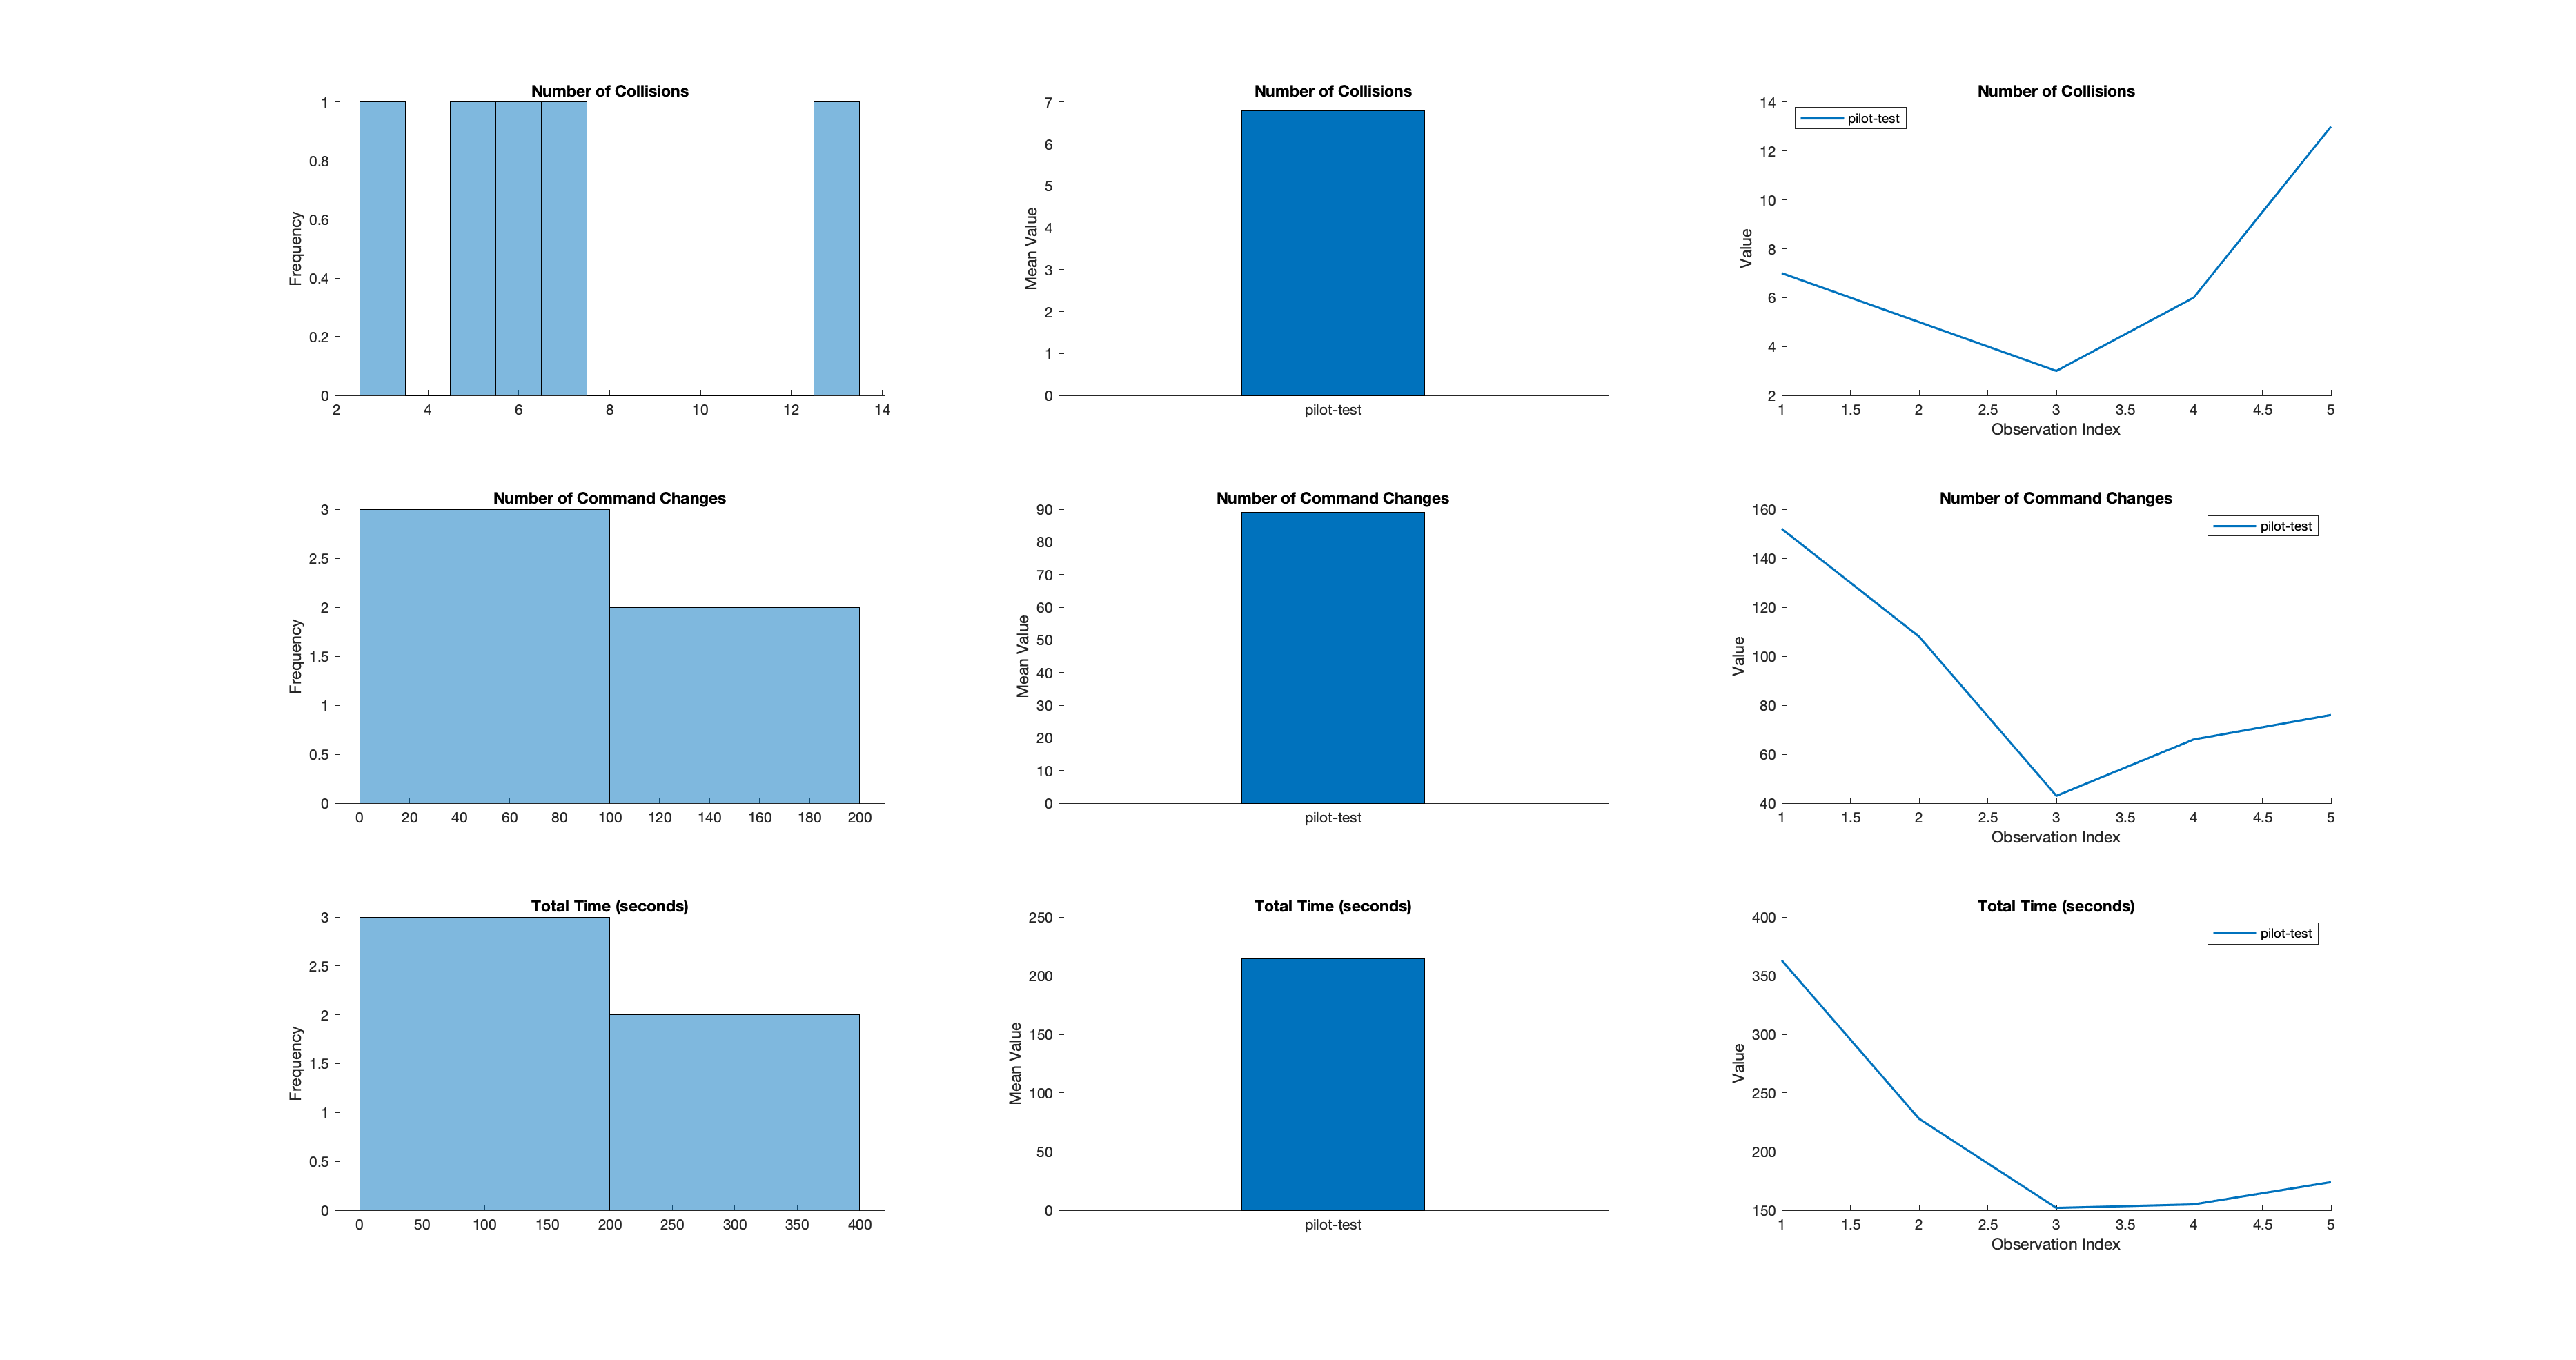 Number of Collisions
Frequency
1
0.8
0.6
0.4
0.2
0
2 4 6 8 10 12 14
Number of Collisions
Mean Value
7
6
5
4
3
2
1
0
pilot-test
Number of Collisions
pilot-test
Value
14
12
10
8
6
4
2
1 1.5 2 2.5 3 3.5 4 4.5 5
Observation Index
Number of Command Changes
Frequency
3
2.5
2
1.5
1
0.5
0
0 20 40 60 80 100 120 140 160 180 200
Number of Command Changes
Mean Value
90
80
70
60
50
40
30
20
10
0
pilot-test
Number of Command Changes
pilot-test
Value
160
140
120
100
80
60
40
1 1.5 2 2.5 3 3.5 4 4.5 5
Observation Index
Total Time (seconds)
Frequency
3
2.5
2
1.5
1
0.5
0
0 50 100 150 200 250 300 350 400
Total Time (seconds)
Mean Value
250
200
150
100
50
0
pilot-test
Total Time (seconds)
pilot-test
Value
400
350
300
250
200
150
1 1.5 2 2.5 3 3.5 4 4.5 5
Observation Index